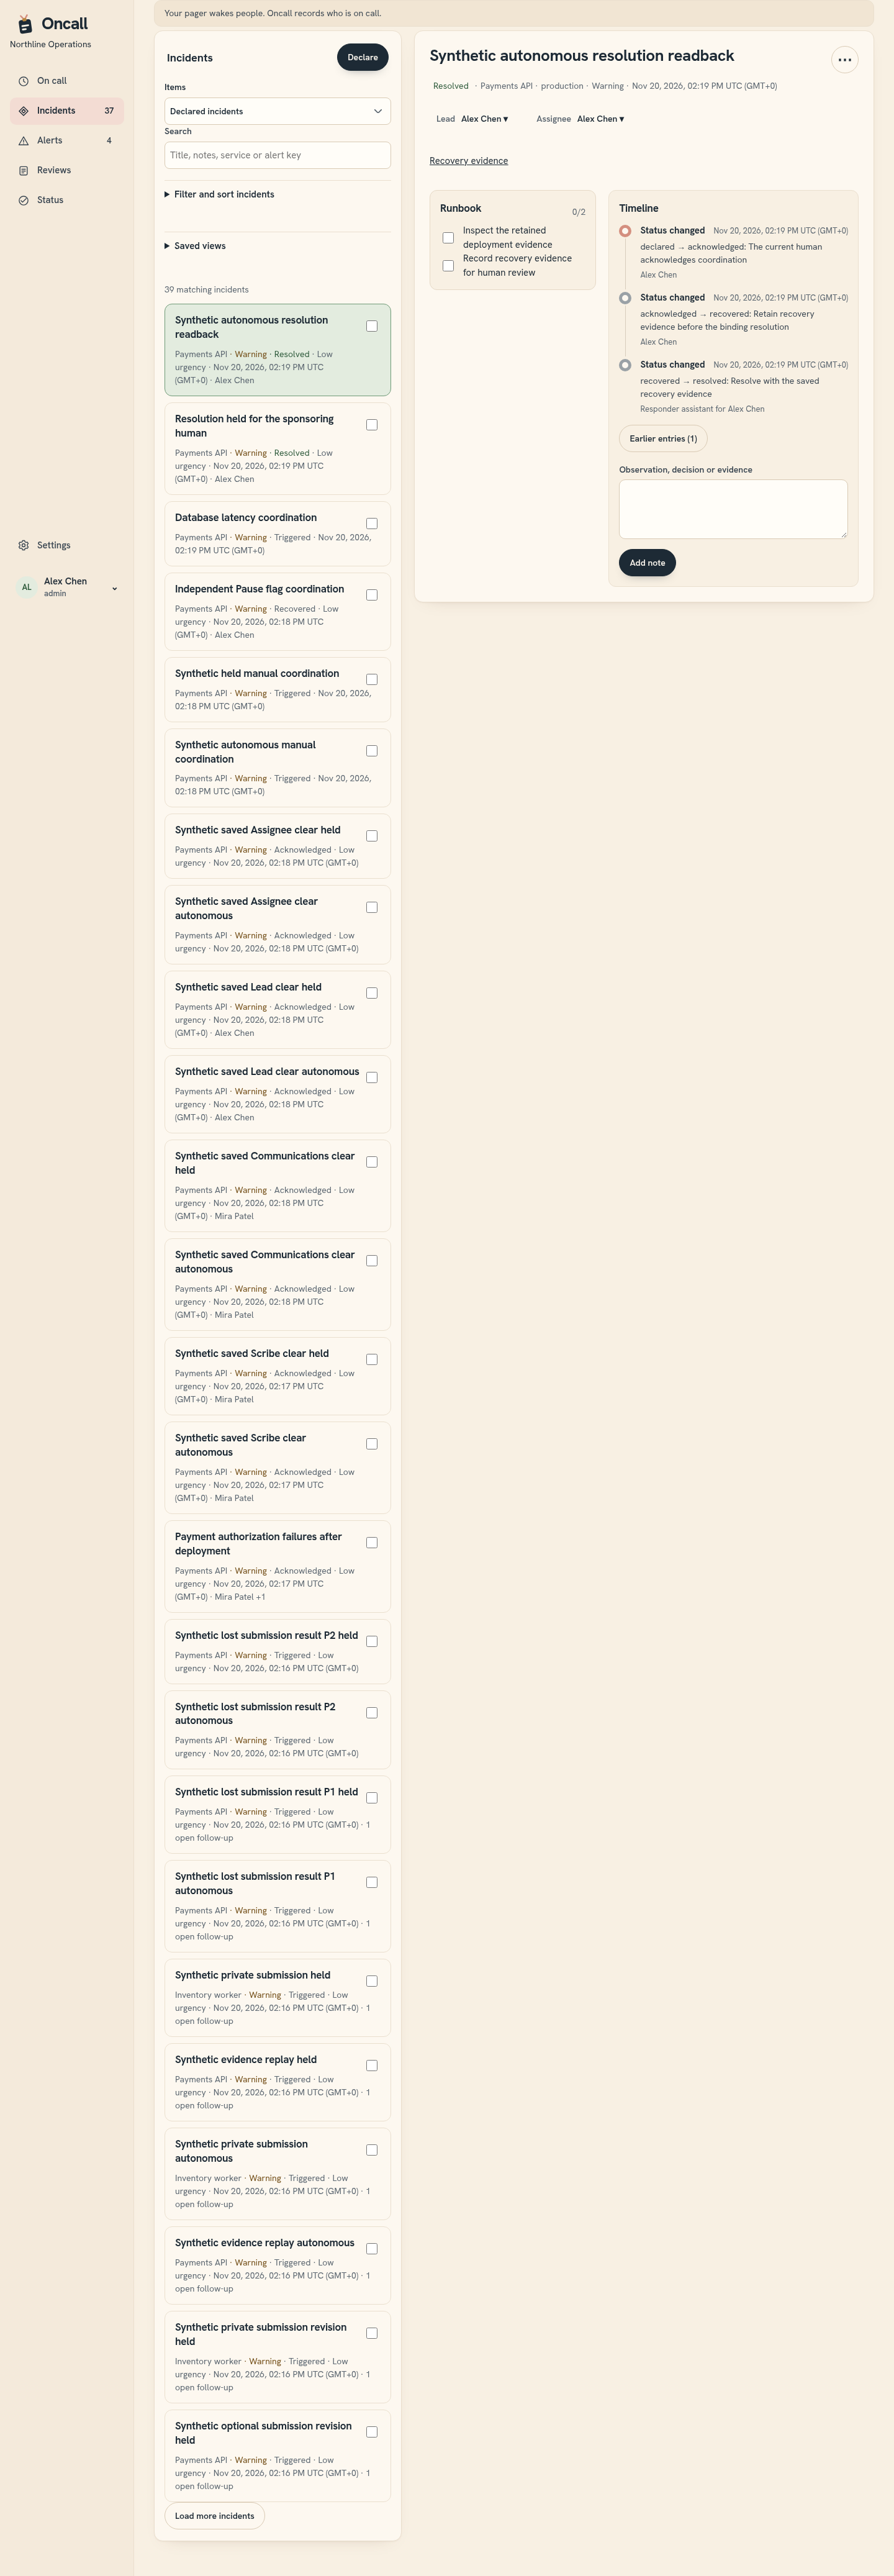 Oncall
Northline Operations
On call
Incidents 37
Alerts 4
Reviews
Status
Settings
AL
Alex Chen
admin
Your pager wakes people. Oncall records who is on call.
Incidents
Declare
Items
Declared incidents
Search
Title, notes, service or alert key
Filter and sort incidents
Saved views
39 matching incidents
Synthetic autonomous resolution
readback
Payments API · Warning · Resolved · Low
urgency · Nov 20, 2026, 02:19 PM UTC
(GMT+0) · Alex Chen
Resolution held for the sponsoring
human
Payments API · Warning · Resolved · Low
urgency · Nov 20, 2026, 02:19 PM UTC
(GMT+0) · Alex Chen
Database latency coordination
Payments API · Warning · Triggered · Nov 20, 2026,
02:19 PM UTC (GMT+0)
Independent Pause flag coordination
Payments API · Warning · Recovered · Low
urgency · Nov 20, 2026, 02:18 PM UTC
(GMT+0) · Alex Chen
Synthetic held manual coordination
Payments API · Warning · Triggered · Nov 20, 2026,
02:18 PM UTC (GMT+0)
Synthetic autonomous manual
coordination
Payments API · Warning · Triggered · Nov 20, 2026,
02:18 PM UTC (GMT+0)
Synthetic saved Assignee clear held
Payments API · Warning · Acknowledged · Low
urgency · Nov 20, 2026, 02:18 PM UTC (GMT+0)
Synthetic saved Assignee clear
autonomous
Payments API · Warning · Acknowledged · Low
urgency · Nov 20, 2026, 02:18 PM UTC (GMT+0)
Synthetic saved Lead clear held
Payments API · Warning · Acknowledged · Low
urgency · Nov 20, 2026, 02:18 PM UTC
(GMT+0) · Alex Chen
Synthetic saved Lead clear autonomous
Payments API · Warning · Acknowledged · Low
urgency · Nov 20, 2026, 02:18 PM UTC
(GMT+0) · Alex Chen
Synthetic saved Communications clear
held
Payments API · Warning · Acknowledged · Low
urgency · Nov 20, 2026, 02:18 PM UTC
(GMT+0) · Mira Patel
Synthetic saved Communications clear
autonomous
Payments API · Warning · Acknowledged · Low
urgency · Nov 20, 2026, 02:18 PM UTC
(GMT+0) · Mira Patel
Synthetic saved Scribe clear held
Payments API · Warning · Acknowledged · Low
urgency · Nov 20, 2026, 02:17 PM UTC
(GMT+0) · Mira Patel
Synthetic saved Scribe clear
autonomous
Payments API · Warning · Acknowledged · Low
urgency · Nov 20, 2026, 02:17 PM UTC
(GMT+0) · Mira Patel
Payment authorization failures after
deployment
Payments API · Warning · Acknowledged · Low
urgency · Nov 20, 2026, 02:17 PM UTC
(GMT+0) · Mira Patel +1
Synthetic lost submission result P2 held
Payments API · Warning · Triggered · Low
urgency · Nov 20, 2026, 02:16 PM UTC (GMT+0)
Synthetic lost submission result P2
autonomous
Payments API · Warning · Triggered · Low
urgency · Nov 20, 2026, 02:16 PM UTC (GMT+0)
Synthetic lost submission result P1 held
Payments API · Warning · Triggered · Low
urgency · Nov 20, 2026, 02:16 PM UTC (GMT+0) · 1
open follow-up
Synthetic lost submission result P1
autonomous
Payments API · Warning · Triggered · Low
urgency · Nov 20, 2026, 02:16 PM UTC (GMT+0) · 1
open follow-up
Synthetic private submission held
Inventory worker · Warning · Triggered · Low
urgency · Nov 20, 2026, 02:16 PM UTC (GMT+0) · 1
open follow-up
Synthetic evidence replay held
Payments API · Warning · Triggered · Low
urgency · Nov 20, 2026, 02:16 PM UTC (GMT+0) · 1
open follow-up
Synthetic private submission
autonomous
Inventory worker · Warning · Triggered · Low
urgency · Nov 20, 2026, 02:16 PM UTC (GMT+0) · 1
open follow-up
Synthetic evidence replay autonomous
Payments API · Warning · Triggered · Low
urgency · Nov 20, 2026, 02:16 PM UTC (GMT+0) · 1
open follow-up
Synthetic private submission revision
held
Inventory worker · Warning · Triggered · Low
urgency · Nov 20, 2026, 02:16 PM UTC (GMT+0) · 1
open follow-up
Synthetic optional submission revision
held
Payments API · Warning · Triggered · Low
urgency · Nov 20, 2026, 02:16 PM UTC (GMT+0) · 1
open follow-up
Load more incidents
Synthetic autonomous resolution readback
Resolved · Payments API · production · Warning · Nov 20, 2026, 02:19 PM UTC (GMT+0)
Lead Alex Chen ▾ Assignee Alex Chen ▾
Recovery evidence
Runbook 0/2
Inspect the retained
deployment evidence
Record recovery evidence
for human review
Timeline
Status changed Nov 20, 2026, 02:19 PM UTC (GMT+0)
declared → acknowledged: The current human
acknowledges coordination
Alex Chen
Status changed Nov 20, 2026, 02:19 PM UTC (GMT+0)
acknowledged → recovered: Retain recovery
evidence before the binding resolution
Alex Chen
Status changed Nov 20, 2026, 02:19 PM UTC (GMT+0)
recovered → resolved: Resolve with the saved
recovery evidence
Responder assistant for Alex Chen
Earlier entries (1)
Observation, decision or evidence
Add note